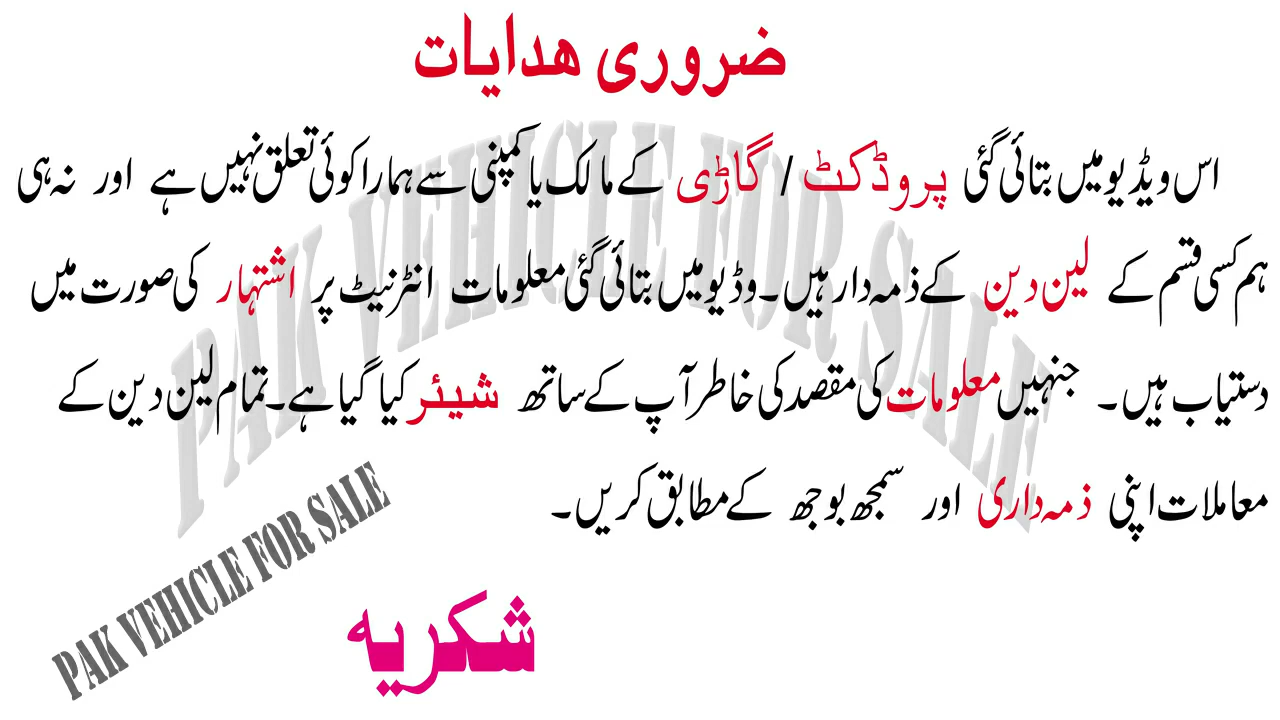 ضروری ھدایات
اس ویڈیو میں بتائی گئی پروڈکٹ / گاڑی کے مالک یا کمپنی سے ہمارا کوئی تعلق نہیں ہے اور نہ ہی
ہم کسی قسم کے لین دین کے ذمہ دار ہیں۔ وڈیو میں بتائی گئی معلومات انٹرنیٹ پر اشتہار کی صورت میں
دستیاب ہیں۔ جنہیں معلومات کی مقصد کی خاطر آپ کے ساتھ شیئر کیا گیا ہے۔ تمام لین دین کے
معاملات اپنی ذمہ داری اور سمجھ بوجھ کے مطابق کریں۔
شکریہ
PAK VEHICLE FOR SALE
PAK VEHICLE FOR SALE